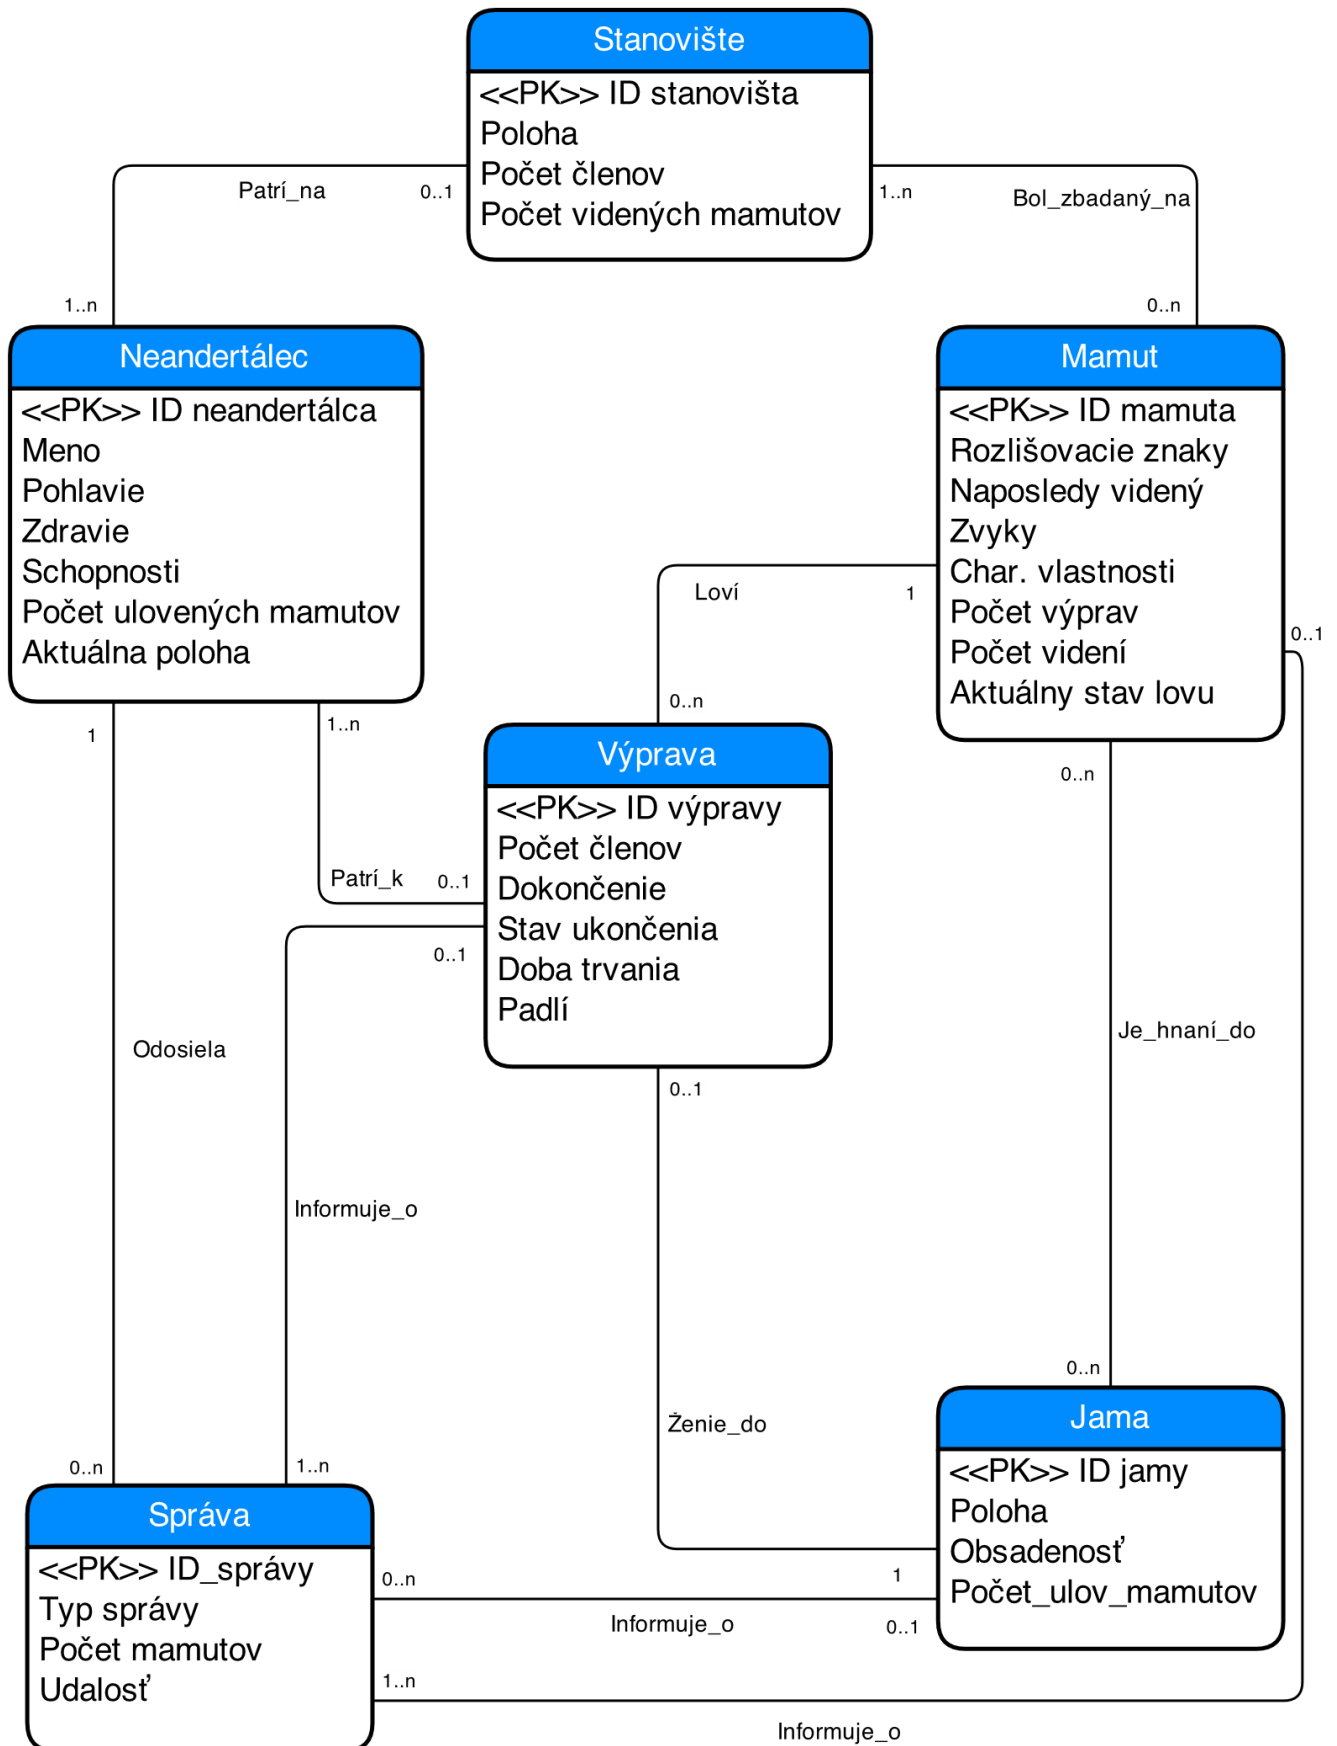 Stanovište
<<PK>> ID stanovišta
Poloha
Počet členov
Počet videných mamutov
Patrí_na
0..1
1..n
Bol_zbadaný_na
1..n
0..n
Neandertálec
<<PK>> ID neandertálca
Meno
Pohlavie
Zdravie
Schopnosti
Počet ulovených mamutov
Aktuálna poloha
Mamut
<<PK>> ID mamuta
Rozlišovacie znaky
Naposledy videný
Zvyky
Char. vlastnosti
Počet výprav
Počet videní
Aktuálny stav lovu
Loví
1
0..1
0..n
1
1..n
0..n
Výprava
<<PK>> ID výpravy
Počet členov
Dokončenie
Stav ukončenia
Doba trvania
Padlí
Patrí_k
0..1
0..1
Odosiela
Je_hnaní_do
0..1
Informuje_o
0..n
Ženie_do
0..n
1..n
Jama
<<PK>> ID jamy
Poloha
Obsadenosť
Počet_ulov_mamutov
Správa
<<PK>> ID_správy
Typ správy
Počet mamutov
Udalosť
0..n
1
Informuje_o
0..1
1..n
Informuje_o